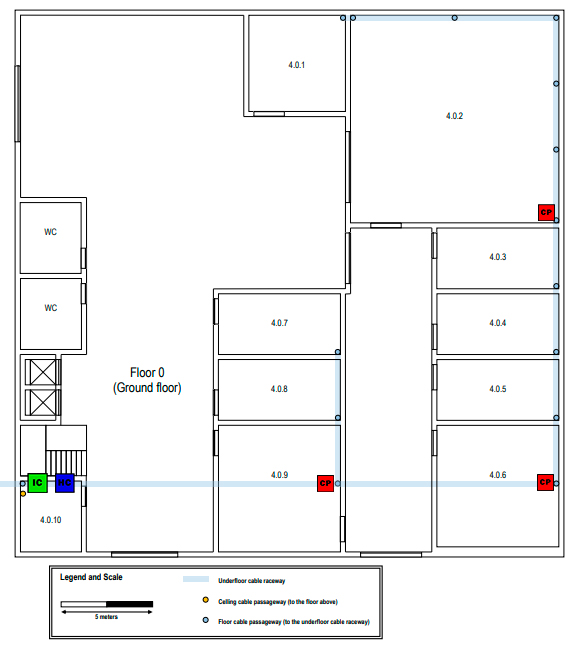 4.0.1
4.0.2
CP
WC
4.0.3
WC
4.0.7
4.0.4
Floor 0
(Ground floor)
4.0.8
4.0.5
4.0.9
4.0.6
IC
HC
CP
CP
4.0.10
Legend and Scale
Underfloor cable raceway
Ceiling cable passageway (to the floor above)
5 meters
Floor cable passageway (to the underfloor cable raceway)